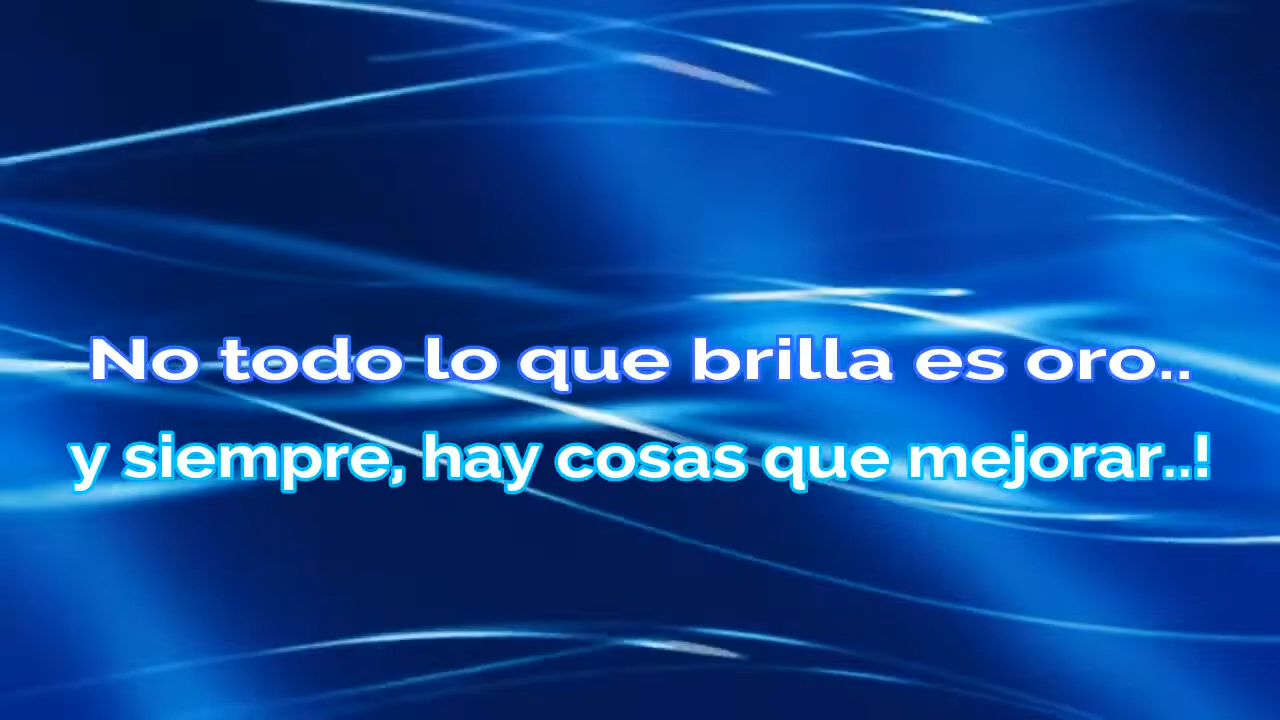 No todo lo que brilla es oro..
y siempre, hay cosas que mejorar..!